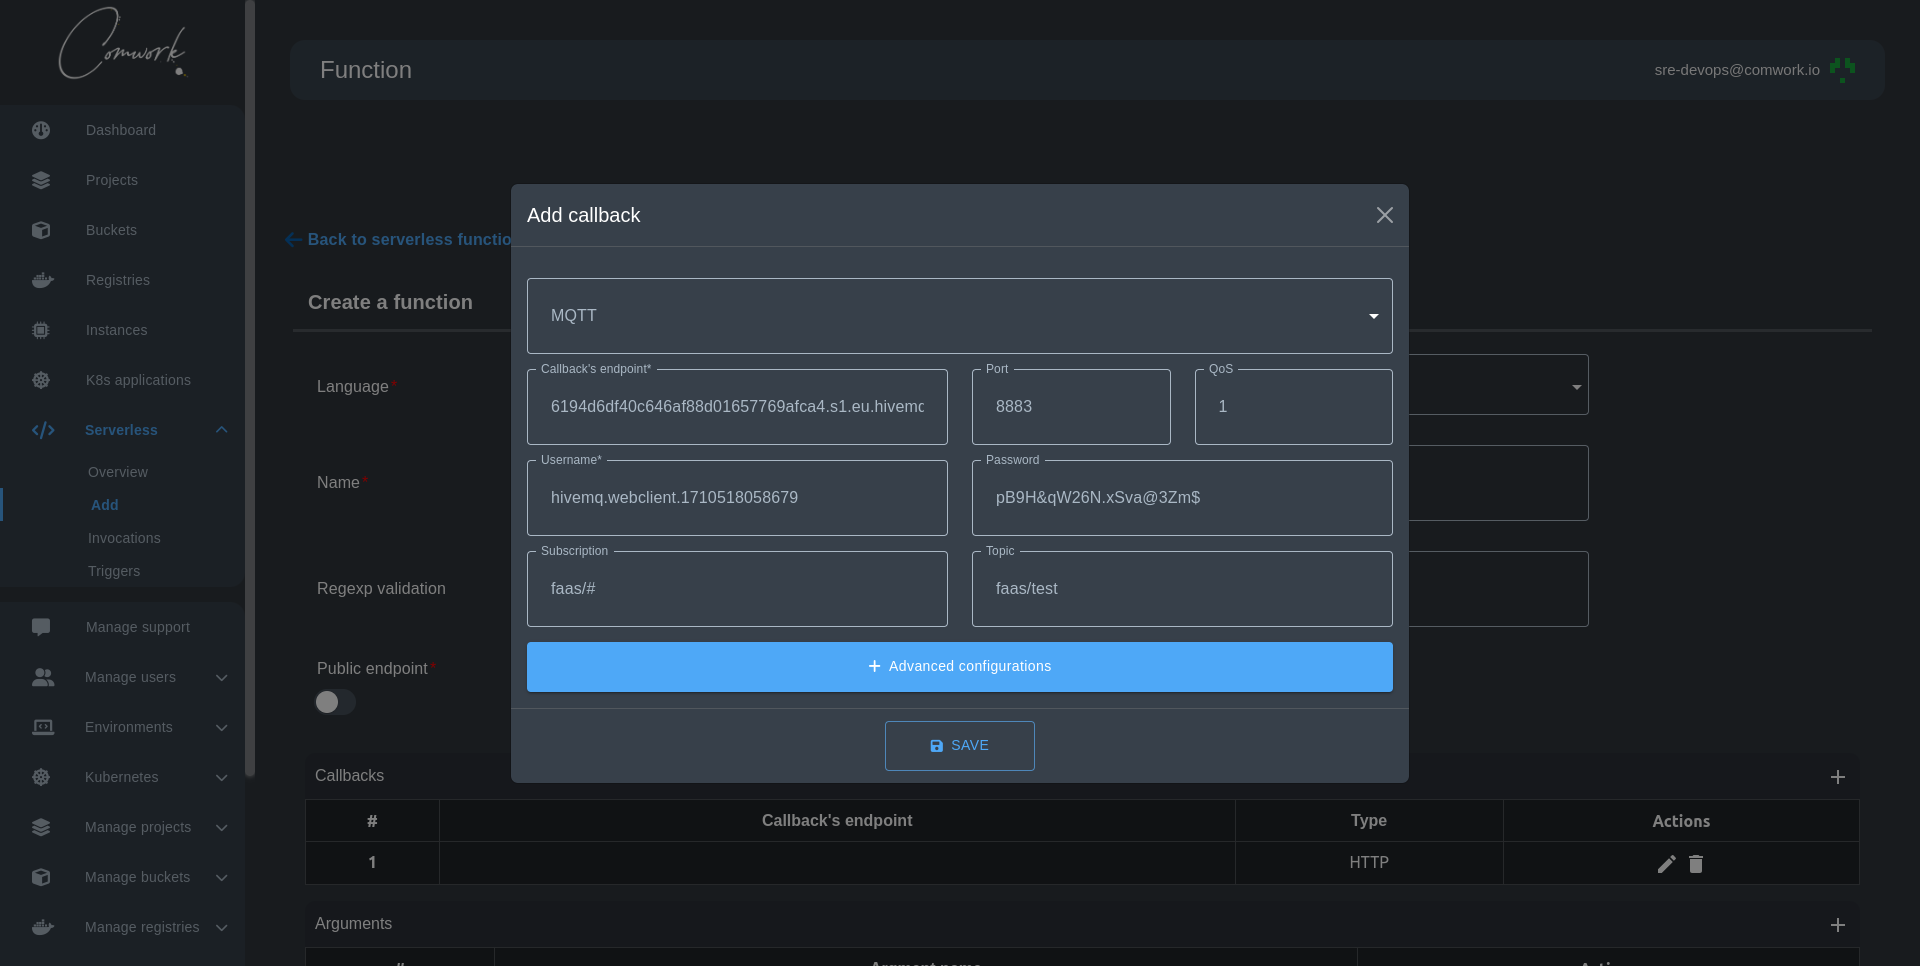 Comwork
Function
sre-devops@comwork.io
Dashboard
Projects
Buckets
Registries
Instances
K8s applications
Serverless
Overview
Add
Invocations
Triggers
Manage support
Manage users
Environments
Kubernetes
Manage projects
Manage buckets
Manage registries
Back to serverless functio
Create a function
Language*
Name*
Regexp validation
Public endpoint*
Add callback
MQTT
Callback's endpoint*
6194d6df40c646af88d01657769afca4.s1.eu.hivemc
Port
8883
QoS
1
Username*
hivemq.webclient.1710518058679
Password
pB9H&qW26N.xSva@3Zm$
Subscription
faas/#
Topic
faas/test
+ Advanced configurations
SAVE
Callbacks
# Callback's endpoint Type Actions
1 HTTP
Arguments